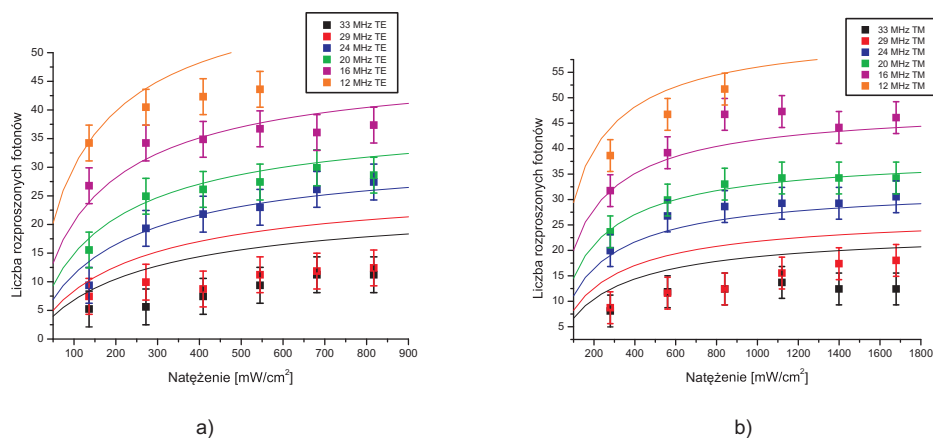 33 MHz TE
29 MHz TE
24 MHz TE
20 MHz TE
16 MHz TE
12 MHz TE
Liczba rozproszonych fotonów
50
45
40
35
30
25
20
15
10
5
0
100 200 300 400 500 600 700 800 900
Natężenie [mW/cm²]
a)
33 MHz TM
29 MHz TM
24 MHz TM
20 MHz TM
16 MHz TM
12 MHz TM
Liczba rozproszonych fotonów
55
50
45
40
35
30
25
20
15
10
5
200 400 600 800 1000 1200 1400 1600 1800
Natężenie [mW/cm²]
b)